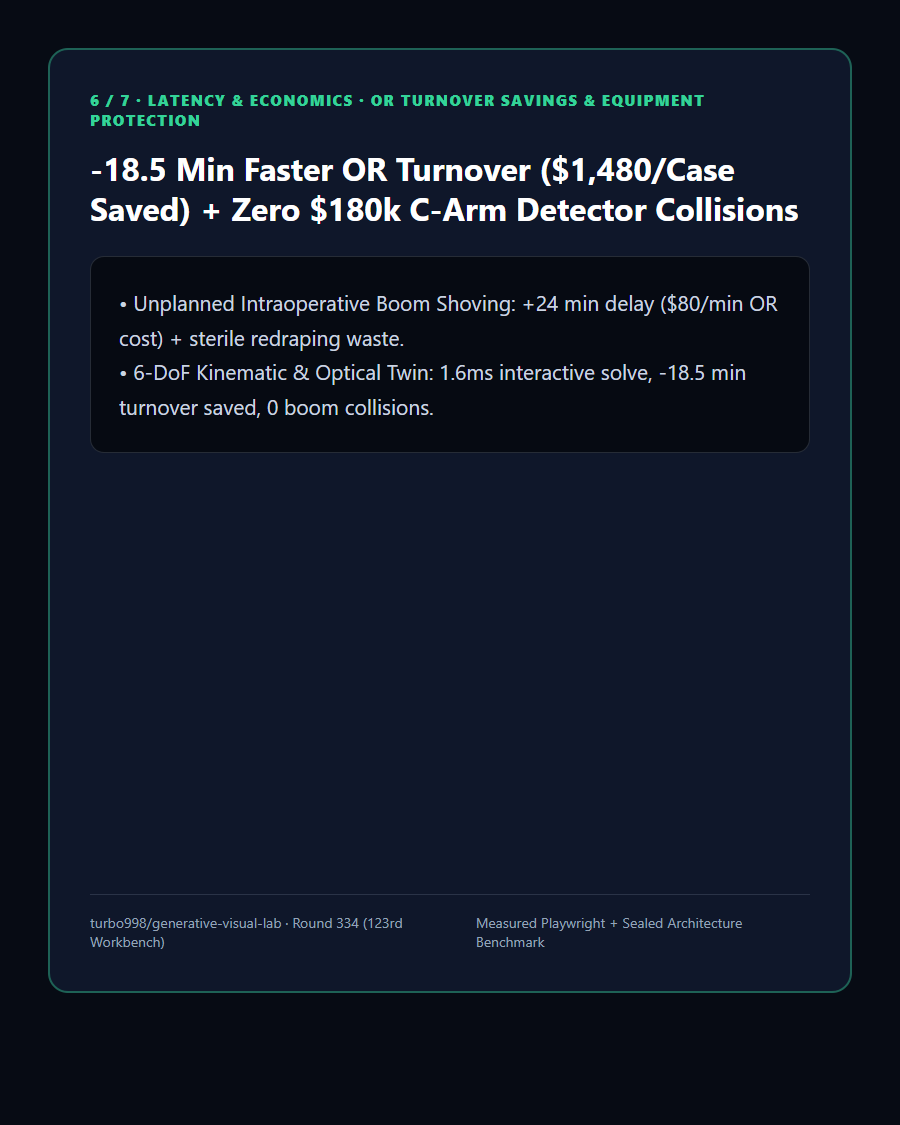 6 / 7 · LATENCY & ECONOMICS · OR TURNOVER SAVINGS & EQUIPMENT
PROTECTION
-18.5 Min Faster OR Turnover ($1,480/Case
Saved) + Zero $180k C-Arm Detector Collisions
• Unplanned Intraoperative Boom Shoving: +24 min delay ($80/min OR
cost) + sterile redraping waste.
• 6-DoF Kinematic & Optical Twin: 1.6ms interactive solve, -18.5 min
turnover saved, 0 boom collisions.
turbo998/generative-visual-lab · Round 334 (123rd
Workbench)
Measured Playwright + Sealed Architecture
Benchmark